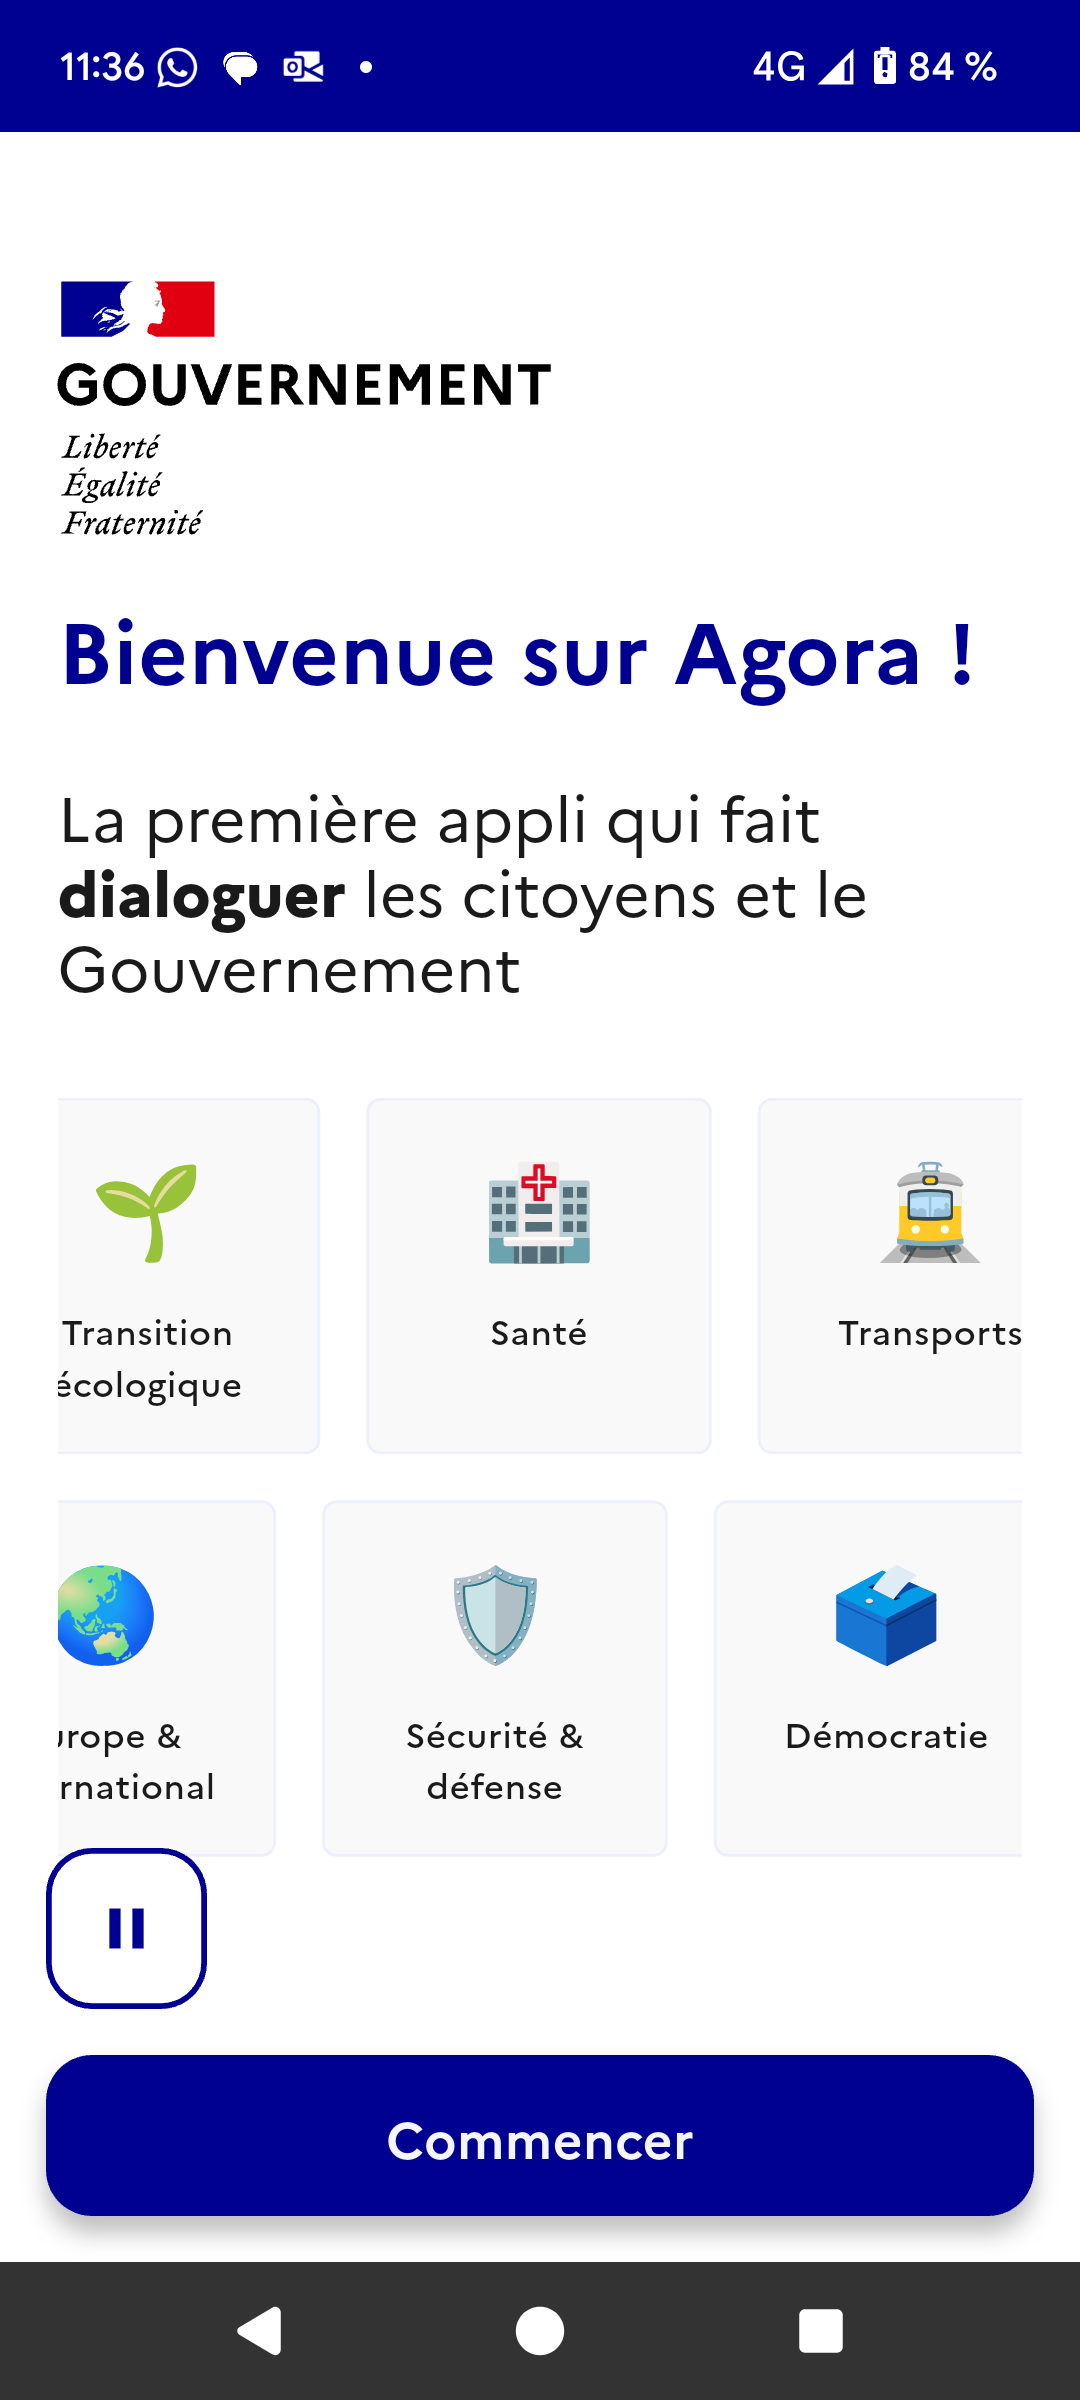 11:36
4G 84 %
GOUVERNEMENT
Liberté
Égalité
Fraternité
Bienvenue sur Agora !
La première appli qui fait
dialoguer les citoyens et le
Gouvernement
Transition
écologique
Santé
Transports
urope &
rnational
Sécurité &
défense
Démocratie
Commencer